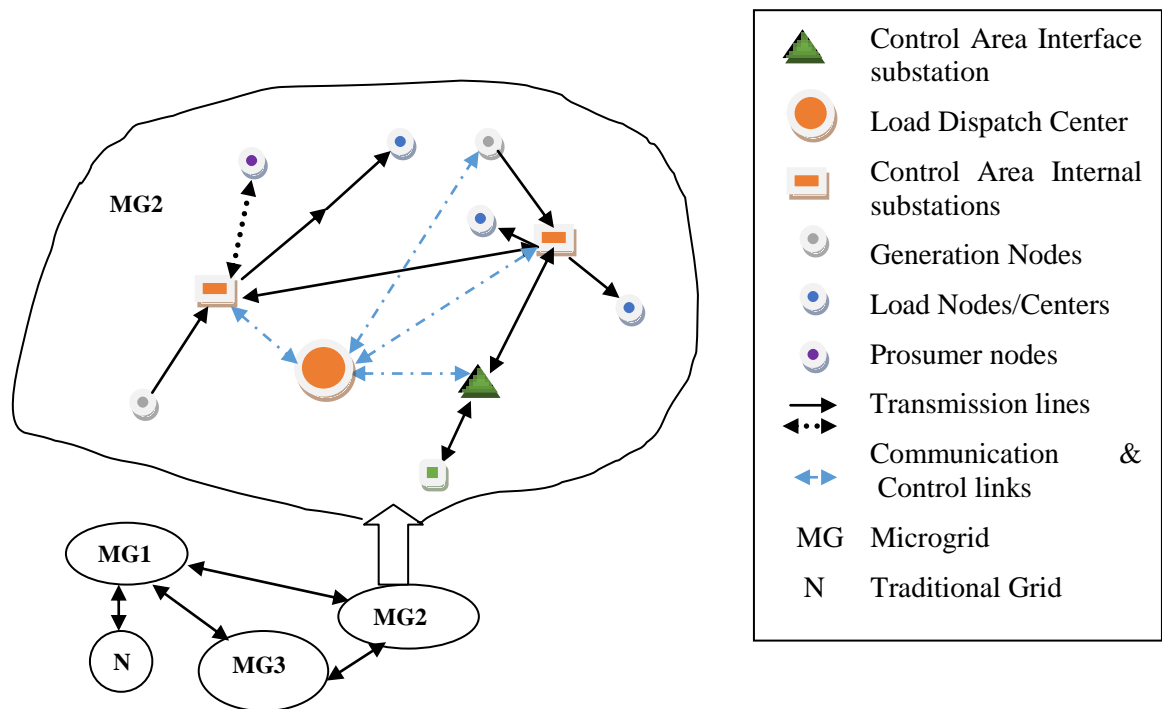 MG2
MG1
MG2
MG3
N
Control Area Interface
substation
Load Dispatch Center
Control Area Internal
substations
Generation Nodes
Load Nodes/Centers
Prosumer nodes
Transmission lines
Communication &
Control links
MG Microgrid
N Traditional Grid